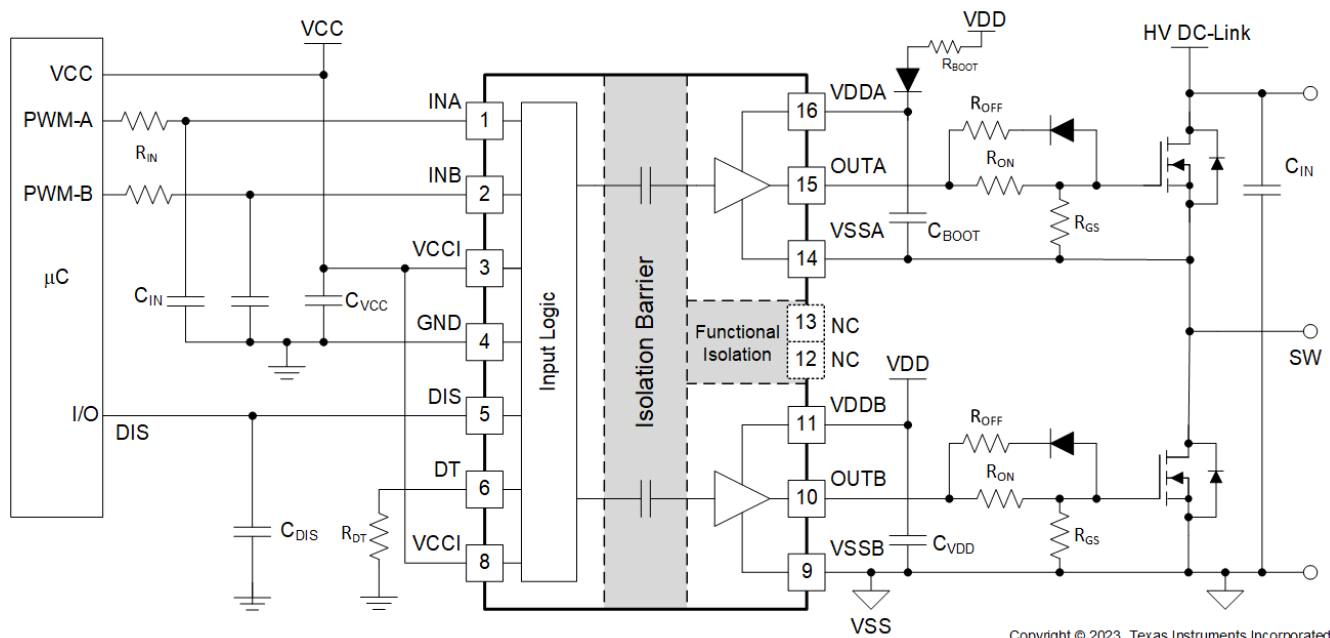 VCC
PWM-A
R_IN
PWM-B
µC
I/O
DIS
VCC
C_IN
C_VCC
C_DIS
R_DT
INA
1
INB
2
VCCI
3
GND
4
DIS
5
DT
6
VCCI
8
Input Logic
Isolation Barrier
Functional
Isolation
VDD
R_BOOT
VDDA
16
OUTA
15
VSSA
14
C_BOOT
13 NC
12 NC
VDD
VDDB
11
OUTB
10
VSSB
9
C_VDD
VSS
R_OFF
R_ON
R_GS
R_OFF
R_ON
R_GS
HV DC-Link
C_IN
SW
Copyright © 2023, Texas Instruments Incorporated